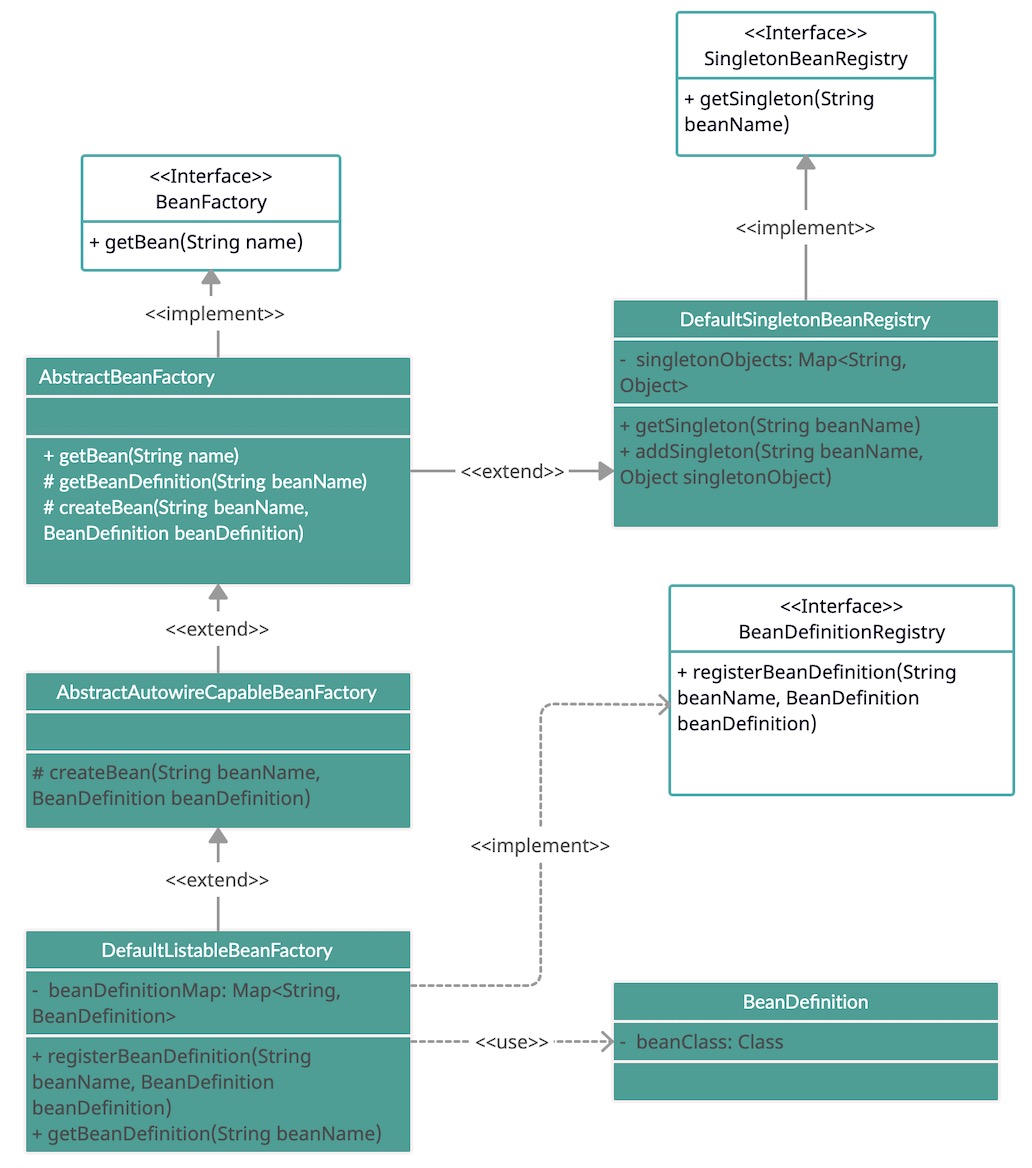 <<Interface>>
SingletonBeanRegistry
+ getSingleton(String
beanName)
<<Interface>>
BeanFactory
+ getBean(String name)
<<implement>>
<<implement>>
DefaultSingletonBeanRegistry
- singletonObjects: Map<String,
Object>
+ getSingleton(String beanName)
+ addSingleton(String beanName,
Object singletonObject)
AbstractBeanFactory
+ getBean(String name)
# getBeanDefinition(String beanName)
# createBean(String beanName,
BeanDefinition beanDefinition)
<<extend>>
<<extend>>
<<Interface>>
BeanDefinitionRegistry
+ registerBeanDefinition(String
beanName, BeanDefinition
beanDefinition)
AbstractAutowireCapableBeanFactory
# createBean(String beanName,
BeanDefinition beanDefinition)
<<implement>>
<<extend>>
DefaultListableBeanFactory
- beanDefinitionMap: Map<String,
BeanDefinition>
+ registerBeanDefinition(String
beanName, BeanDefinition
beanDefinition)
+ getBeanDefinition(String beanName)
<<use>>
BeanDefinition
- beanClass: Class